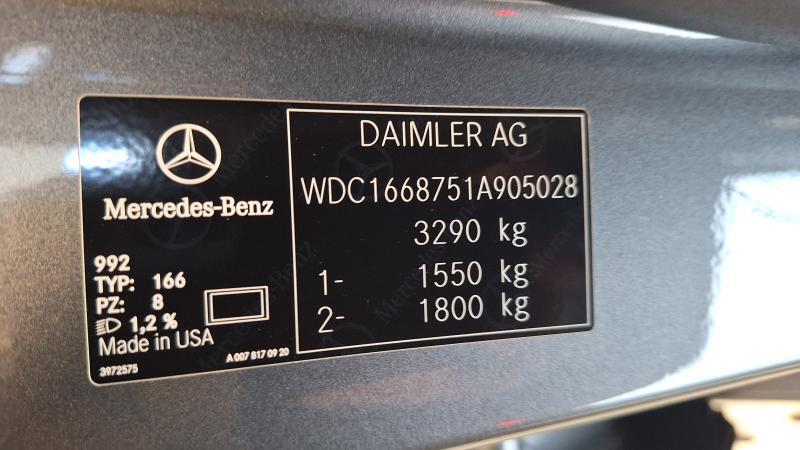 Mercedes-Benz
992
TYP: 166
PZ: 8
1,2 %
Made in USA
3972575
A 007 817 09 20
DAIMLER AG
WDC1668751A905028
3290 kg
1- 1550 kg
2- 1800 kg